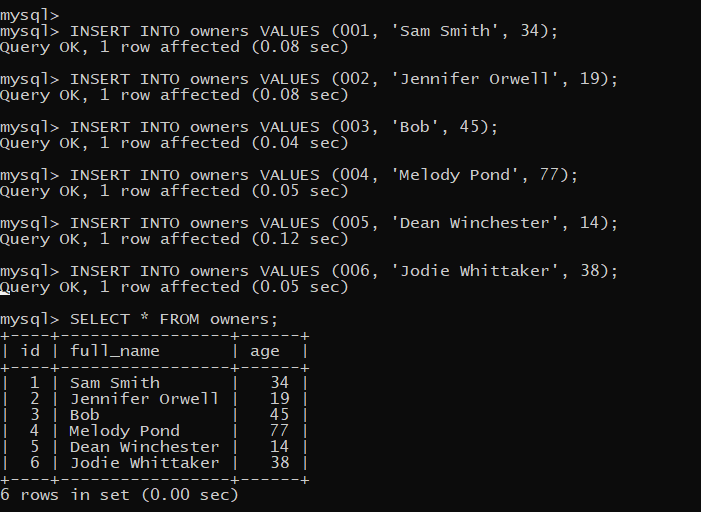 mysql>
mysql> INSERT INTO owners VALUES (001, 'Sam Smith', 34);
Query OK, 1 row affected (0.08 sec)
mysql> INSERT INTO owners VALUES (002, 'Jennifer Orwell', 19);
Query OK, 1 row affected (0.08 sec)
mysql> INSERT INTO owners VALUES (003, 'Bob', 45);
Query OK, 1 row affected (0.04 sec)
mysql> INSERT INTO owners VALUES (004, 'Melody Pond', 77);
Query OK, 1 row affected (0.05 sec)
mysql> INSERT INTO owners VALUES (005, 'Dean Winchester', 14);
Query OK, 1 row affected (0.12 sec)
mysql> INSERT INTO owners VALUES (006, 'Jodie Whittaker', 38);
Query OK, 1 row affected (0.05 sec)
mysql> SELECT * FROM owners;
+----+-----------------+------+
| id | full_name       | age  |
+----+-----------------+------+
|  1 | Sam Smith       |   34 |
|  2 | Jennifer Orwell |   19 |
|  3 | Bob             |   45 |
|  4 | Melody Pond     |   77 |
|  5 | Dean Winchester |   14 |
|  6 | Jodie Whittaker |   38 |
+----+-----------------+------+
6 rows in set (0.00 sec)